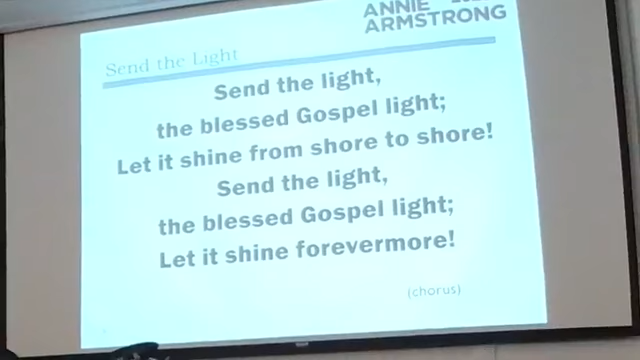 ANNIE
ARMSTRONG
Send the Light
Send the light,
the blessed Gospel light;
Let it shine from shore to shore!
Send the light,
the blessed Gospel light;
Let it shine forevermore!
(chorus)